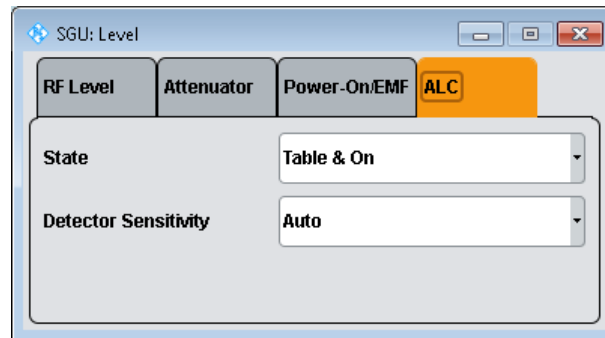 SGU: Level
RF Level Attenuator Power-On/EMF ALC
State Table & On
Detector Sensitivity Auto